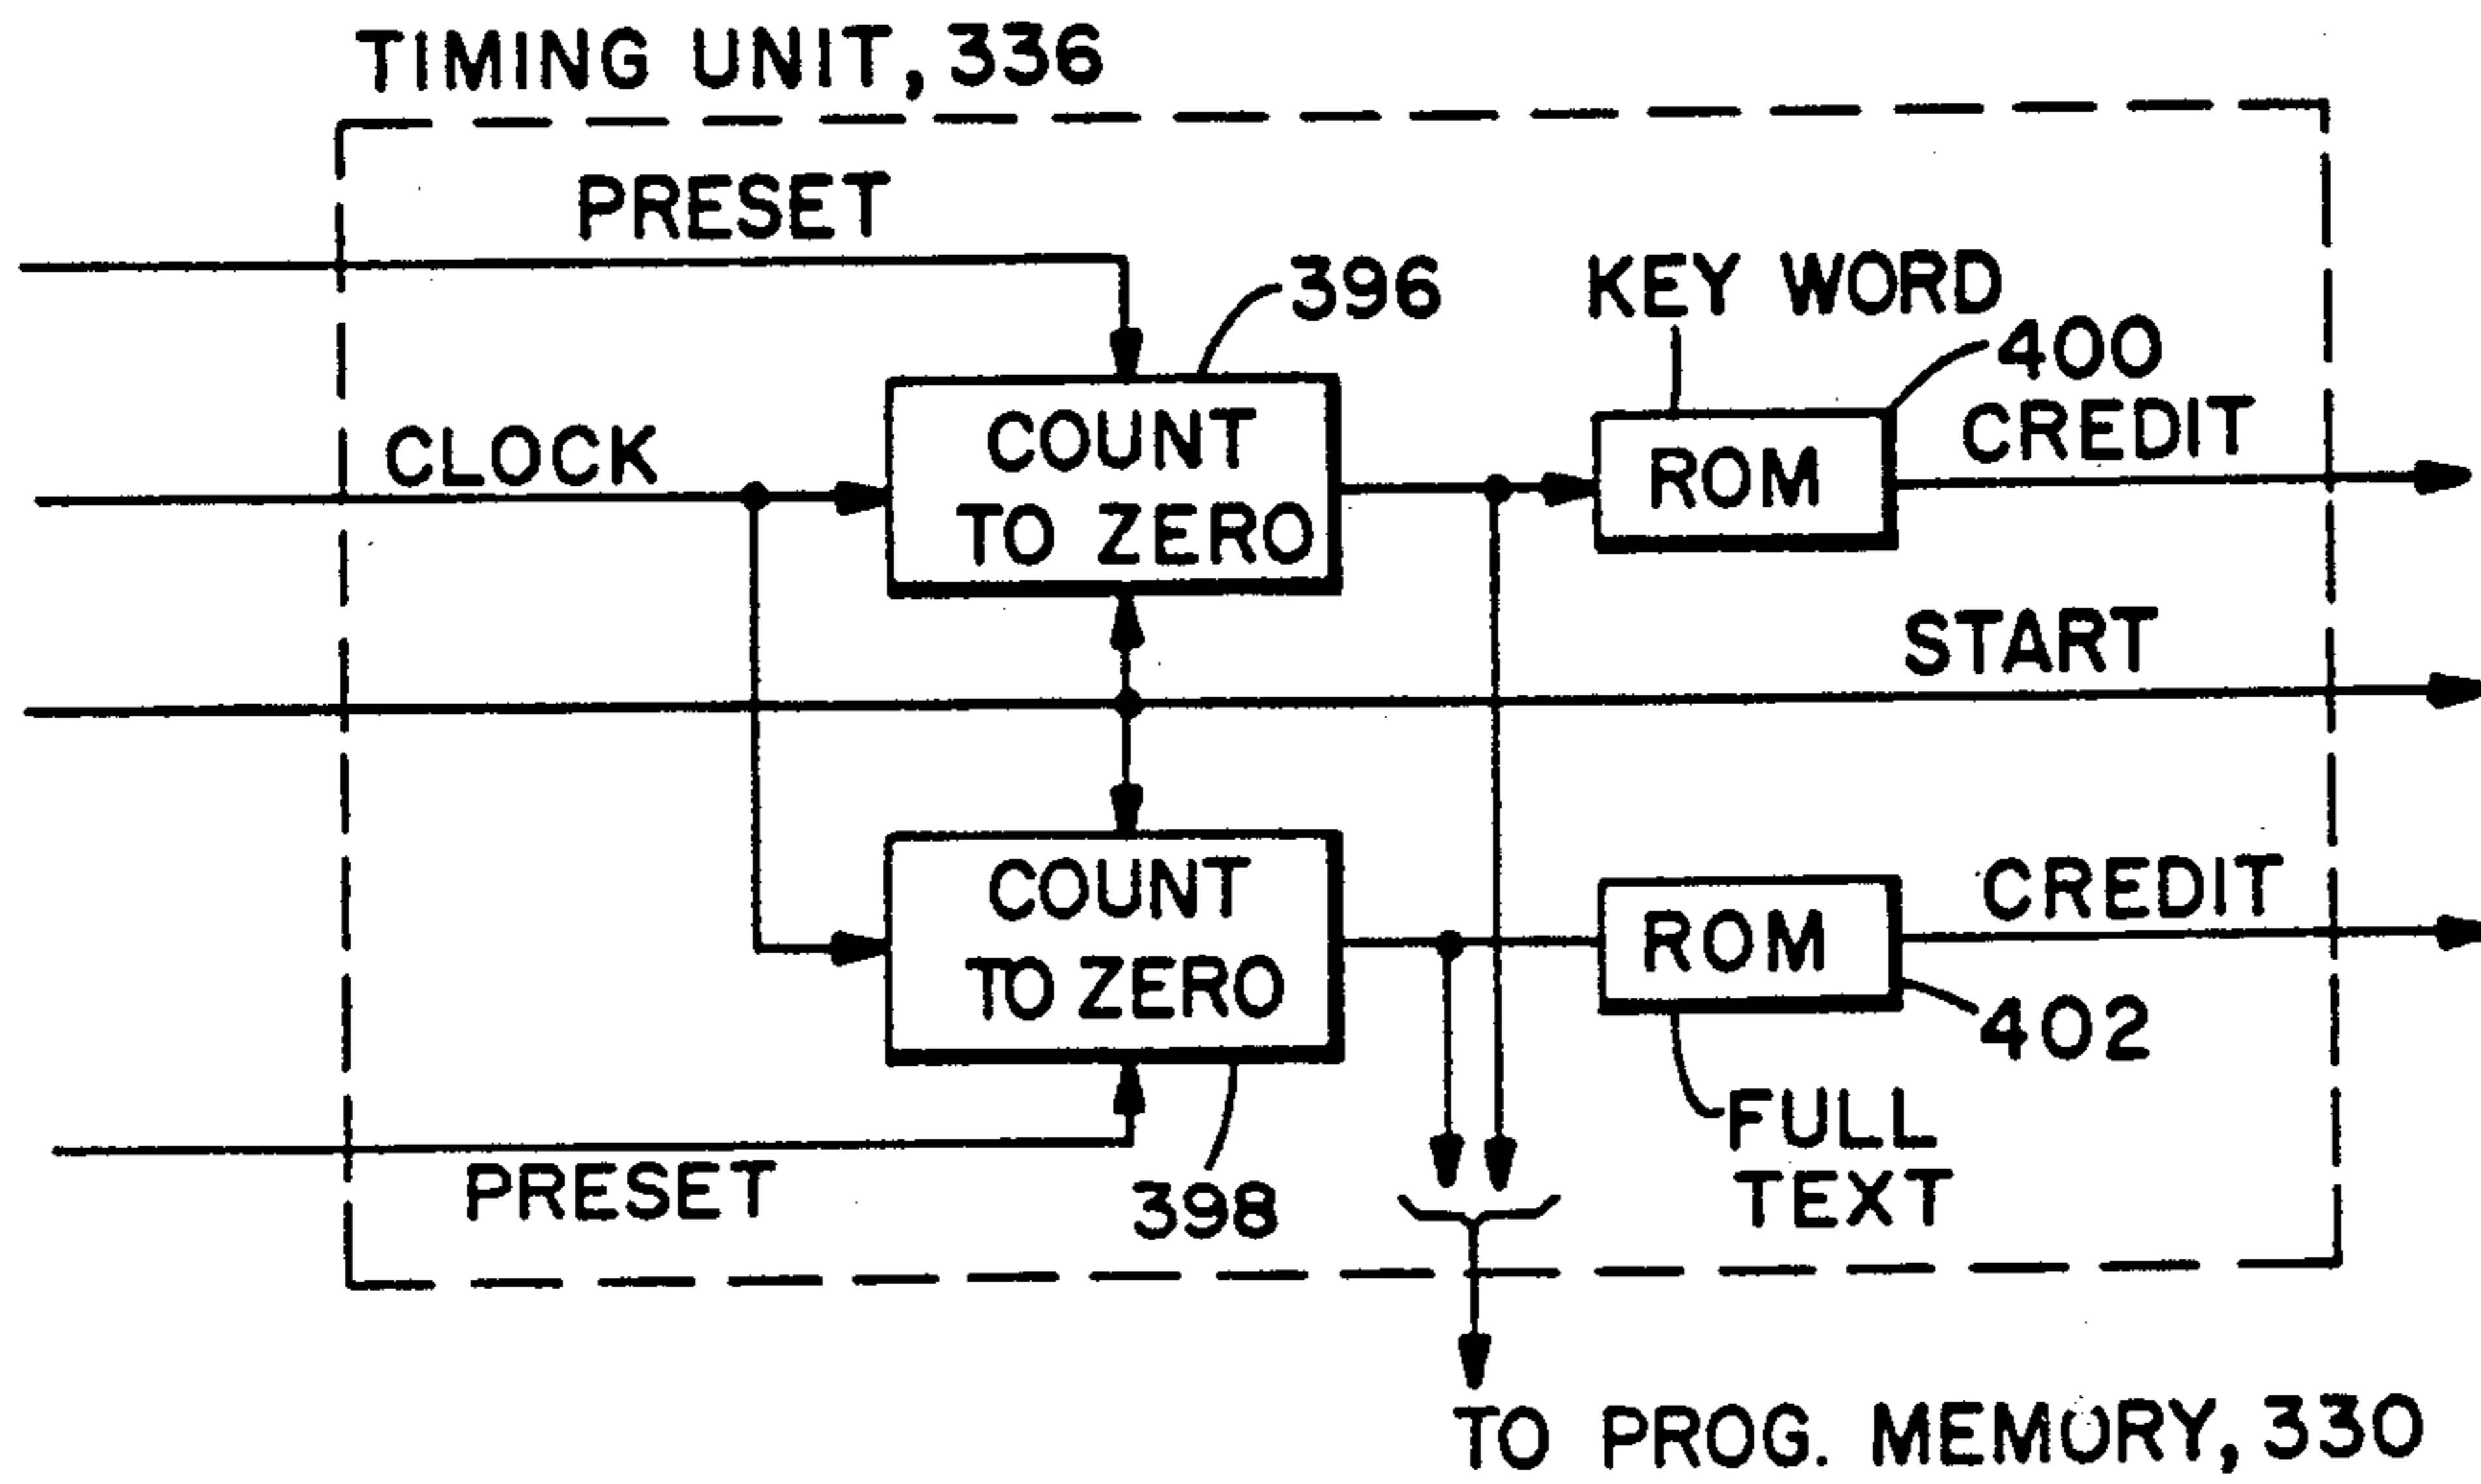 TIMING UNIT, 336
PRESET
396
KEY WORD
400
CLOCK
COUNT
TO ZERO
ROM
CREDIT
START
COUNT
TO ZERO
ROM
CREDIT
402
PRESET
398
FULL
TEXT
TO PROG. MEMORY, 330